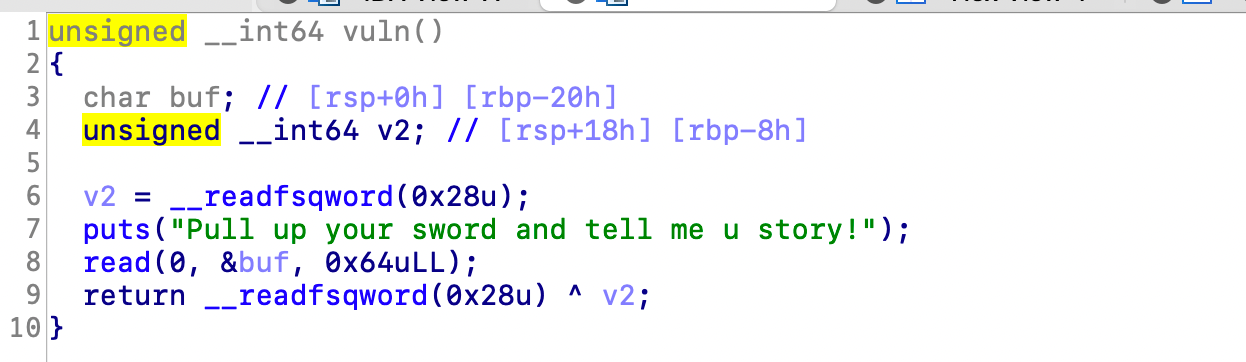 1 unsigned __int64 vuln()
2 {
3 char buf; // [rsp+0h] [rbp-20h]
4 unsigned __int64 v2; // [rsp+18h] [rbp-8h]
5
6 v2 = __readfsqword(0x28u);
7 puts("Pull up your sword and tell me u story!");
8 read(0, &buf, 0x64uLL);
9 return __readfsqword(0x28u) ^ v2;
10 }